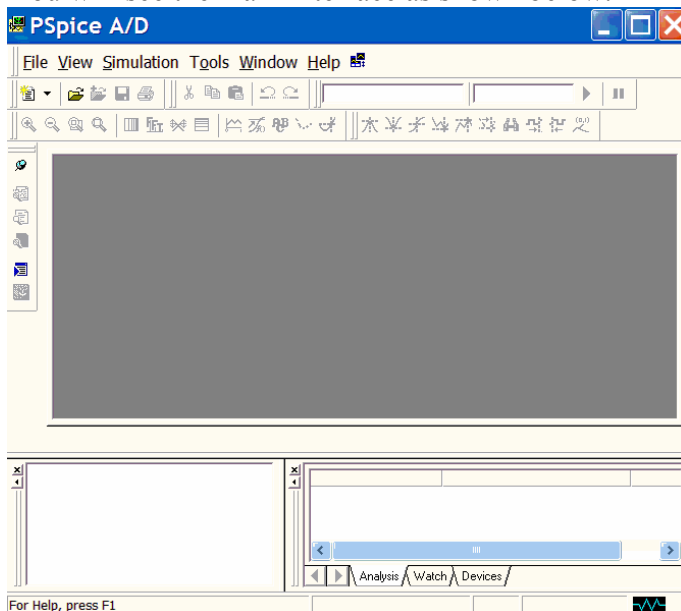 PSpice A/D
File View Simulation Tools Window Help
Analysis Watch Devices
For Help, press F1